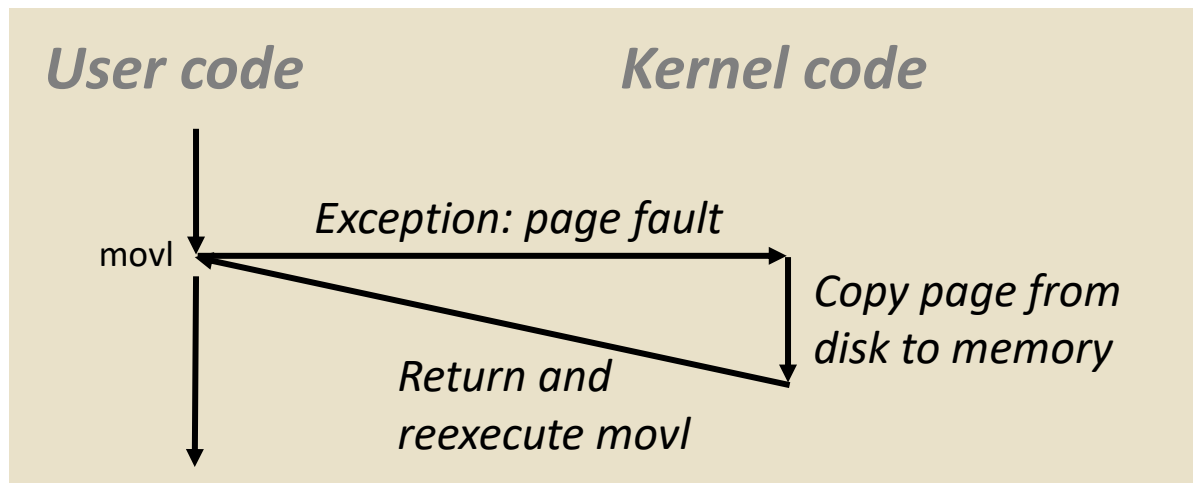 User code
Kernel code
Exception: page fault
movl
Copy page from
disk to memory
Return and
reexecute movl